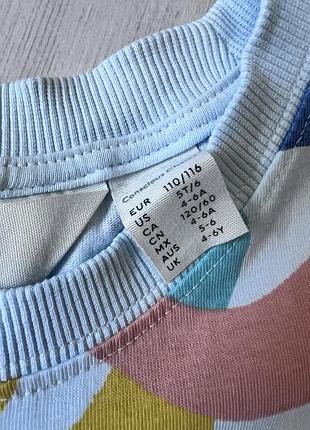 Conscious
EUR 110/116
US 5T/6
CA 4-6A
CN 120/60
MX 4-6A
AUS 5-6
UK 4-6Y